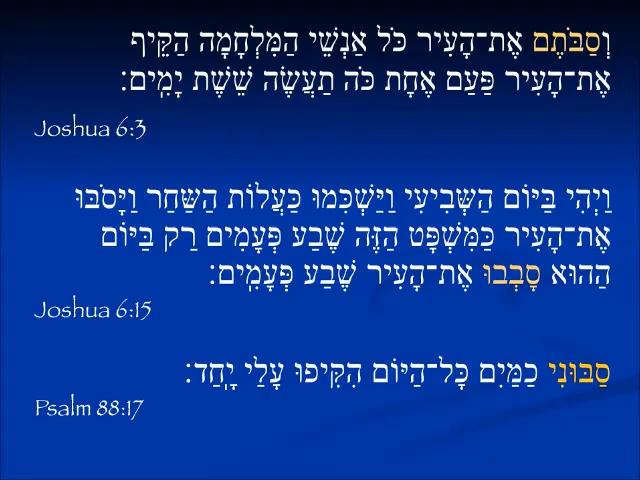 וְסַבֹּתֶם אֶת־הָעִיר כֹּל אַנְשֵׁי הַמִּלְחָמָה הַקֵּיף
אֶת־הָעִיר פַּעַם אֶחָת כֹּה תַעֲשֶׂה שֵׁשֶׁת יָמִים׃
Joshua 6:3
וַיְהִי בַּיּוֹם הַשְּׁבִיעִי וַיַּשְׁכִּמוּ כַּעֲלוֹת הַשַּׁחַר וַיָּסֹבּוּ
אֶת־הָעִיר כַּמִּשְׁפָּט הַזֶּה שֶׁבַע פְּעָמִים רַק בַּיּוֹם
הַהוּא סָבְבוּ אֶת־הָעִיר שֶׁבַע פְּעָמִים׃
Joshua 6:15
סַבּוּנִי כַמַּיִם כָּל־הַיּוֹם הִקִּיפוּ עָלַי יָחַד׃
Psalm 88:17